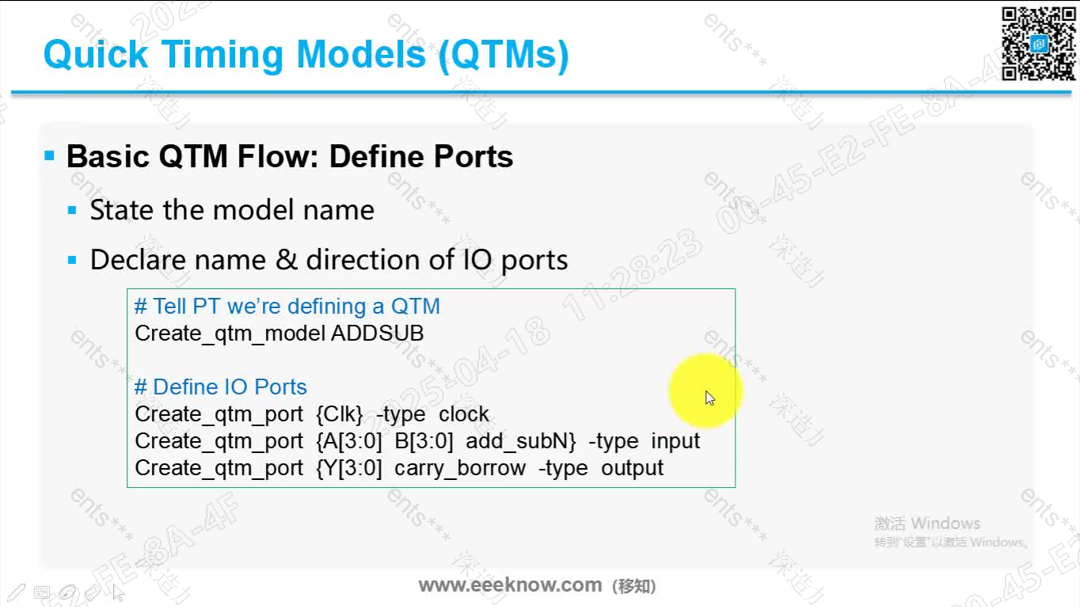 Quick Timing Models (QTMs)
Basic QTM Flow: Define Ports
State the model name
Declare name & direction of IO ports
# Tell PT we're defining a QTM
Create_qtm_model ADDSUB
# Define IO Ports
Create_qtm_port {Clk} -type clock
Create_qtm_port {A[3:0] B[3:0] add_subN} -type input
Create_qtm_port {Y[3:0] carry_borrow -type output
2025-04-18 11:28:23 00-45-E2-FE-8A-4F
激活 Windows
转到"设置"以激活 Windows。
www.eeeknow.com (移知)